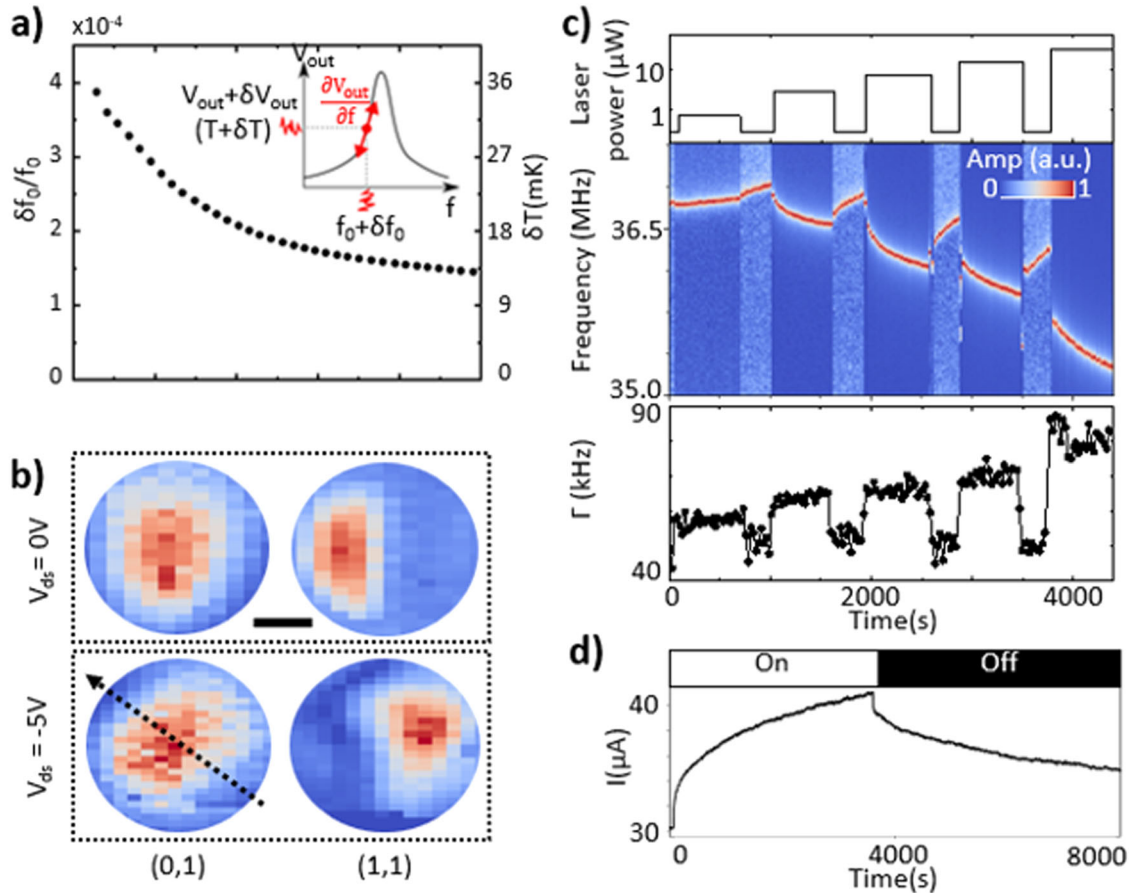 a)
x10⁻⁴
4
3
2
1
0
δf₀/f₀
V_out
V_out+δV_out
(T+δT)
∂V_out
∂f
f
f₀+δf₀
36
27
18
9
0
δT(mK)
b)
V_ds = 0V
V_ds = -5V
(0,1)
(1,1)
c)
Laser
power (µW)
10
1
Amp (a.u.)
0
1
Frequency (MHz)
36.5
35.0
Γ (kHz)
90
40
0
2000
4000
Time(s)
d)
On
Off
I(µA)
40
30
0
4000
8000
Time(s)